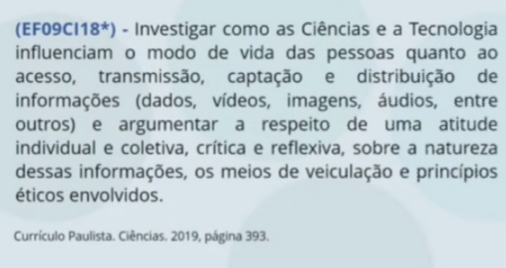 (EF09CI18*) - Investigar como as Ciências e a Tecnologia
influenciam o modo de vida das pessoas quanto ao
acesso, transmissão, captação e distribuição de
informações (dados, vídeos, imagens, áudios, entre
outros) e argumentar a respeito de uma atitude
individual e coletiva, crítica e reflexiva, sobre a natureza
dessas informações, os meios de veiculação e princípios
éticos envolvidos.
Currículo Paulista. Ciências. 2019, página 393.